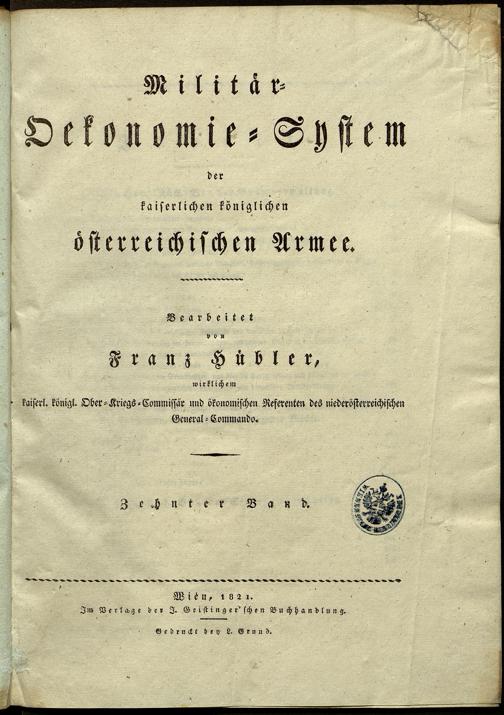 Militär-
Oekonomie-System
der
kaiserlichen königlichen
österreichischen Armee.
Bearbeitet
von
Franz Hübler,
wirklichem
kaiserl. königl. Ober-Kriegs-Commissär und ökonomischen Referenten des niederösterreichischen
General-Commando.
Zehnter Band.
Wien, 1821.
Im Verlage der J. Geistinger'schen Buchhandlung.
Gedruckt bey L. Grund.